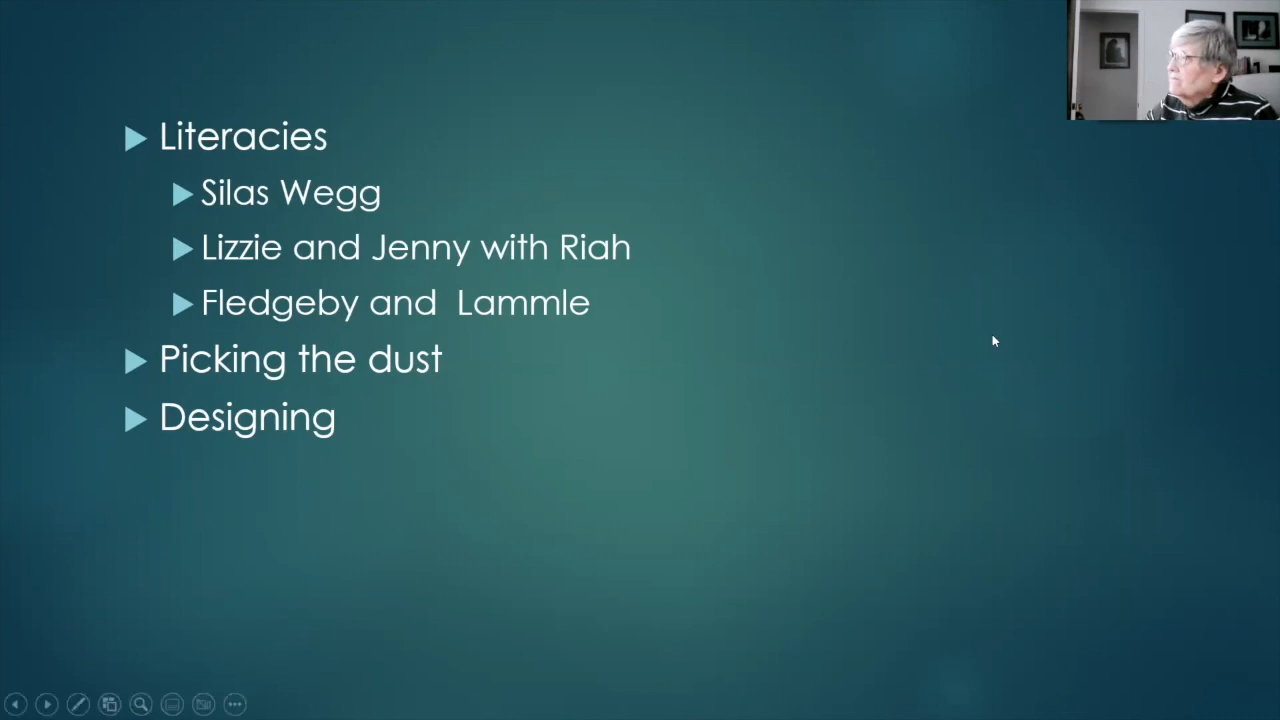 Literacies
Silas Wegg
Lizzie and Jenny with Riah
Fledgeby and  Lammle
Picking the dust
Designing